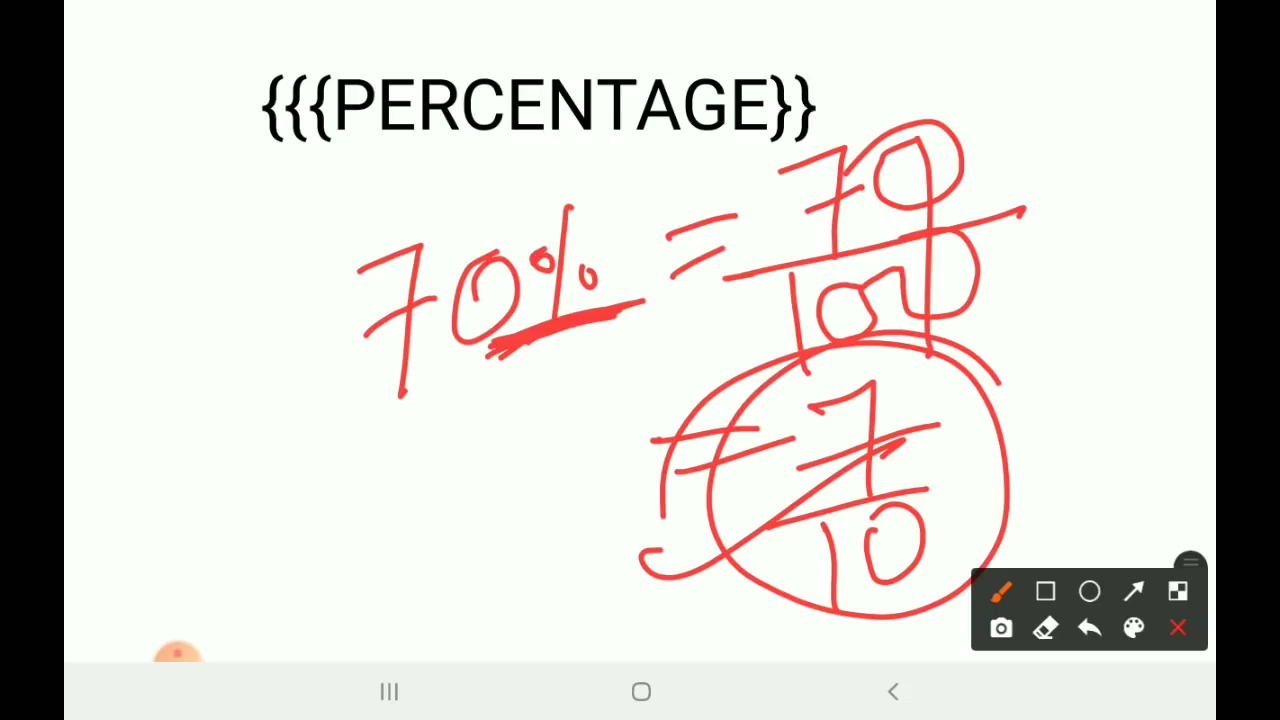 {{{PERCENTAGE}}
70% = 70/100
= 7/10